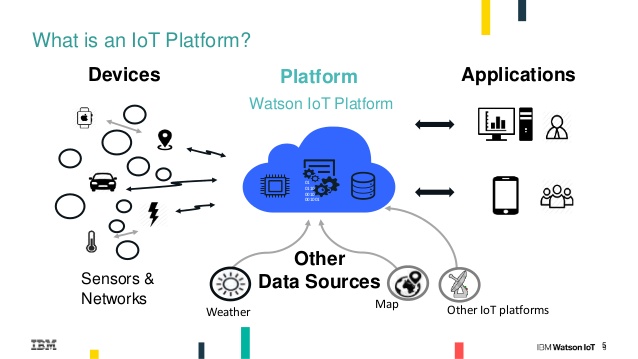 What is an IoT Platform?
Devices
Platform
Applications
Watson IoT Platform
Sensors &
Networks
Other
Data Sources
Weather
Map
Other IoT platforms
IBM
IBM Watson IoT